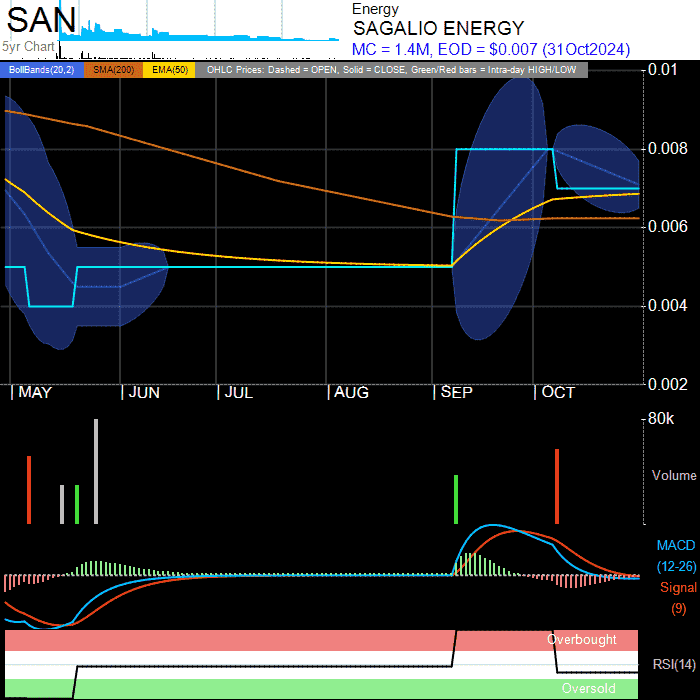 SAN
5yr Chart
Energy
SAGALIO ENERGY
MC = 1.4M, EOD = $0.007 (31Oct2024)
BollBands(20,2) SMA(200) EMA(50) OHLC Prices: Dashed = OPEN, Solid = CLOSE, Green/Red bars = Intra-day HIGH/LOW
0.01
0.008
0.006
0.004
0.002
MAY JUN JUL AUG SEP OCT
80k
Volume
MACD
(12-26)
Signal
(9)
Overbought
RSI(14)
Oversold